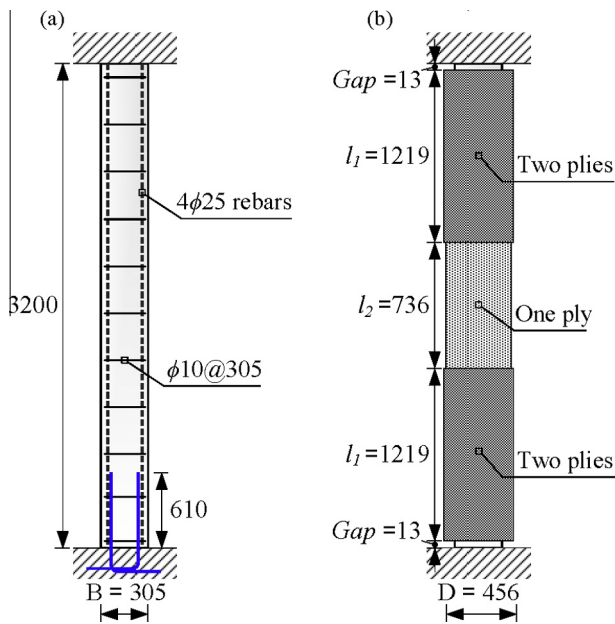 (a)
3200
4ϕ25 rebars
ϕ10@305
610
B = 305
(b)
Gap =13
l1=1219
Two plies
l2=736
One ply
l1=1219
Two plies
Gap=13
D = 456